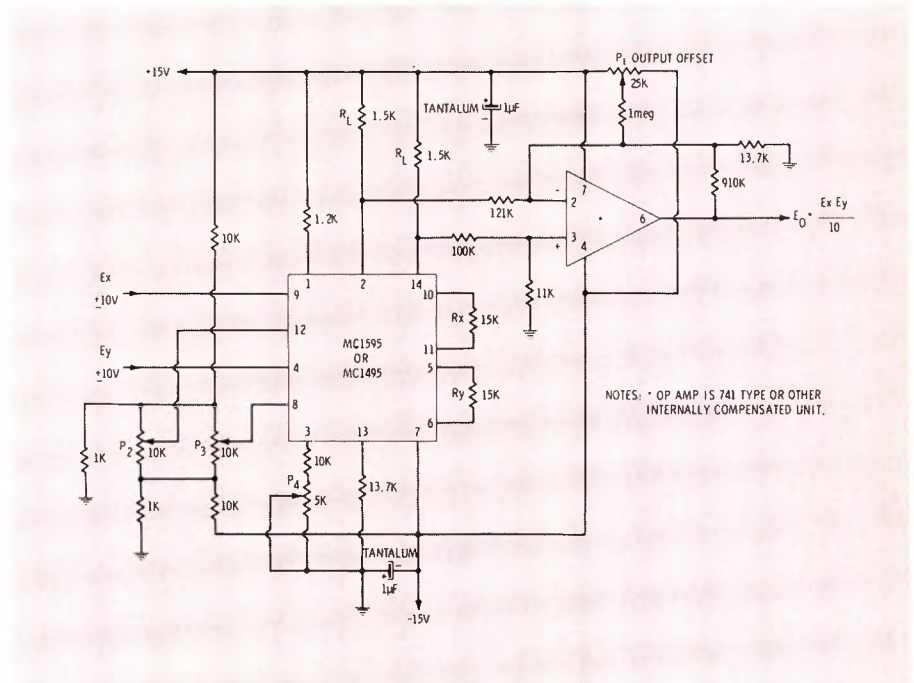 P1 OUTPUT OFFSET
+15V
25K
TANTALUM
+
1µF
−
1meg
RL
1.5K
RL
1.5K
13.7K
910K
1.2K
10K
121K
−
2
7
6
E0 = Ex Ey
10
100K
+
3
4
11K
Ex
±10V
9
1
2
14
10
Rx
15K
11
12
MC1595
OR
MC1495
Ey
±10V
4
5
Ry
15K
6
8
3
13
7
NOTES: * OP AMP IS 741 TYPE OR OTHER
INTERNALLY COMPENSATED UNIT.
1K
P2
10K
P3
10K
10K
P4
5K
13.7K
1K
10K
TANTALUM
+
−
1µF
-15V